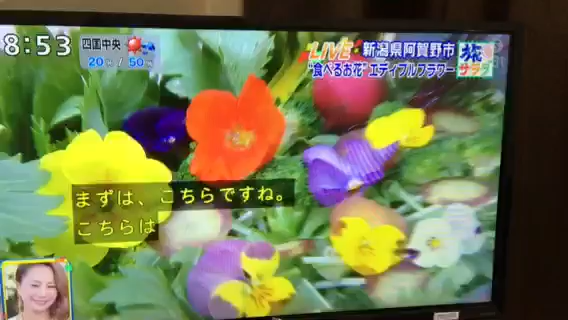 8:53
四国中央
20℃/50%
LIVE 新潟県阿賀野市
"食べるお花"エディブルフラワー
旅サラダ
まずは、こちらですね。
こちらは